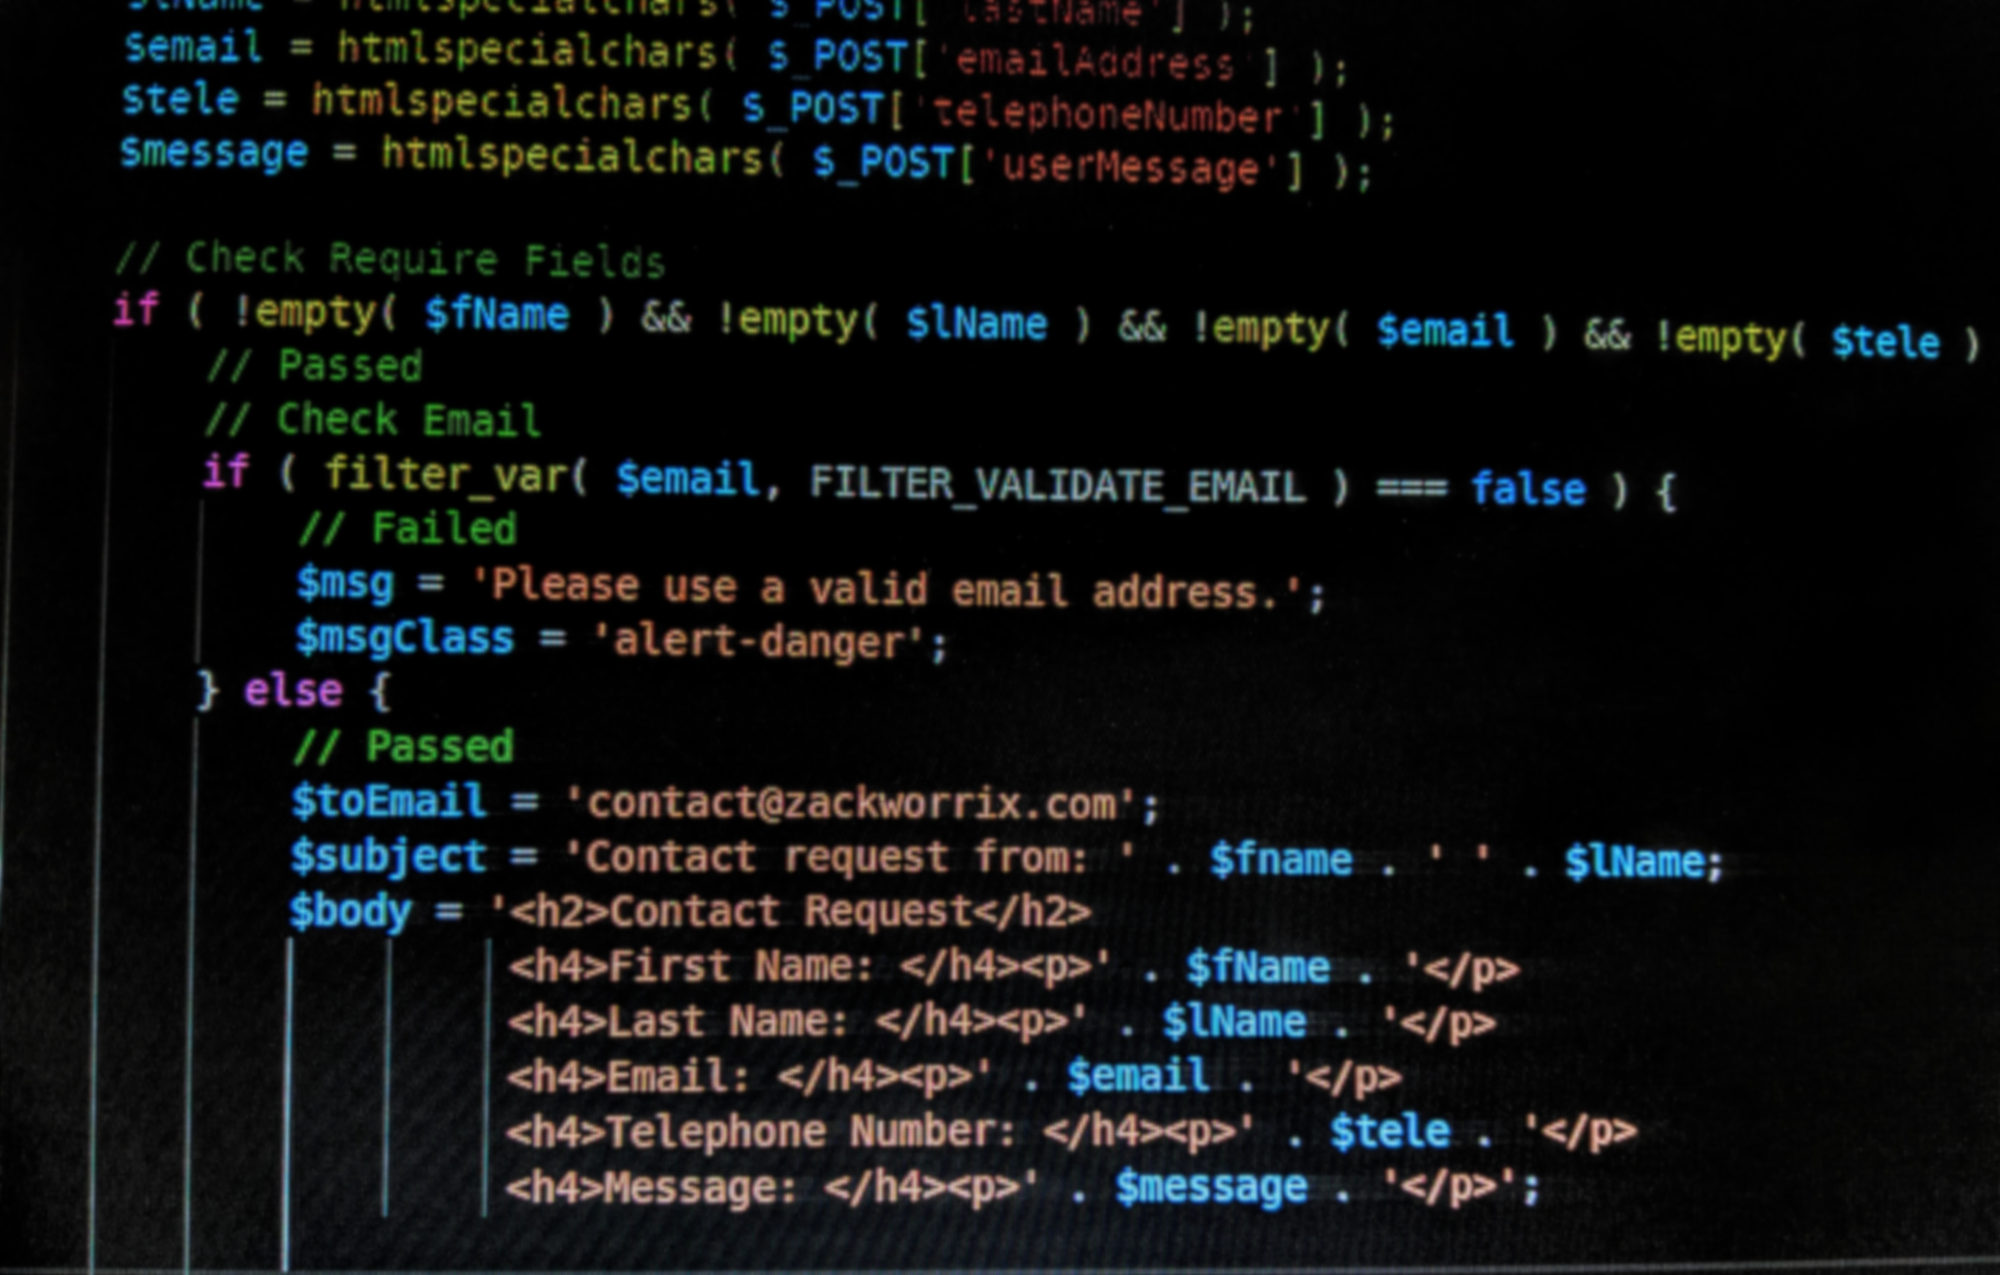 $lName = htmlspecialchars( $_POST['lastName'] );
$email = htmlspecialchars( $_POST['emailAddress'] );
$tele = htmlspecialchars( $_POST['telephoneNumber'] );
$message = htmlspecialchars( $_POST['userMessage'] );
// Check Require Fields
if ( !empty( $fName ) && !empty( $lName ) && !empty( $email ) && !empty( $tele )
// Passed
// Check Email
if ( filter_var( $email, FILTER_VALIDATE_EMAIL ) === false ) {
// Failed
$msg = 'Please use a valid email address.';
$msgClass = 'alert-danger';
} else {
// Passed
$toEmail = 'contact@zackworrix.com';
$subject = 'Contact request from: ' . $fname . ' ' . $lName;
$body = '<h2>Contact Request</h2>
<h4>First Name: </h4><p>' . $fName . '</p>
<h4>Last Name: </h4><p>' . $lName . '</p>
<h4>Email: </h4><p>' . $email . '</p>
<h4>Telephone Number: </h4><p>' . $tele . '</p>
<h4>Message: </h4><p>' . $message . '</p>';